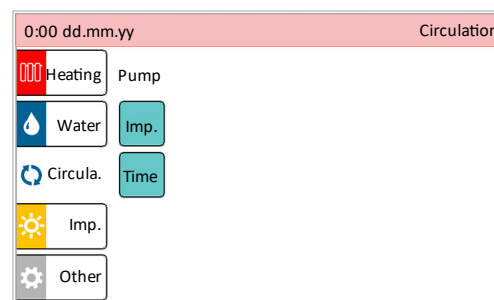 0:00 dd.mm.yy Circulation
Heating Pump
Water Imp.
Circula. Time
Imp.
Other